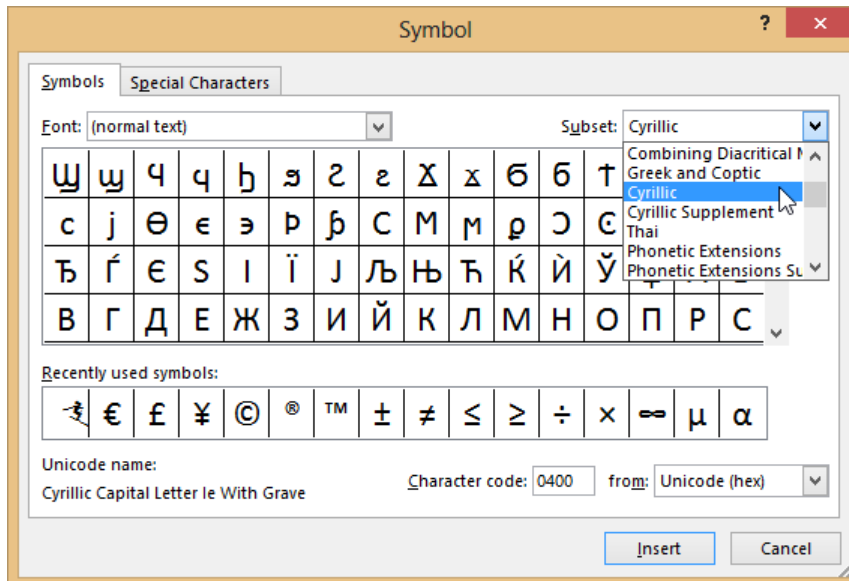 Symbol
? ×
Symbols Special Characters
Font: (normal text) Subset: Cyrillic
Combining Diacritical
Greek and Coptic
Cyrillic
Cyrillic Supplement
Thai
Phonetic Extensions
Phonetic Extensions Su
Ϣ ϣ Ϥ ϥ Ϧ ϧ Ϩ ϩ Ϫ ϫ Ϭ ϭ Ϯ
ϲ ϳ ϴ ϵ ϶ Ϸ ϸ Ϲ Ϻ ϻ ϼ Ͻ Ͼ
Ђ Ѓ Є Ѕ І Ї Ј Љ Њ Ћ Ќ Ѝ Ў
В Г Д Е Ж З И Й К Л М Н О П Р С
Recently used symbols:
€ £ ¥ © ® ™ ± ≠ ≤ ≥ ÷ × ∞ µ α
Unicode name:
Cyrillic Capital Letter Ie With Grave
Character code: 0400 from: Unicode (hex)
Insert Cancel